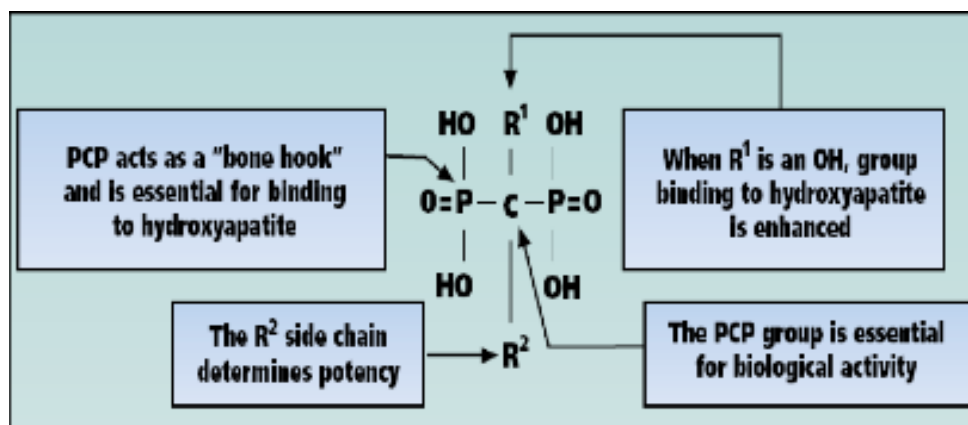 HO R¹ OH
PCP acts as a "bone hook"
and is essential for binding
to hydroxyapatite
O=P–C–P=O
When R¹ is an OH, group
binding to hydroxyapatite
is enhanced
HO OH
The R² side chain
determines potency
R²
The PCP group is essential
for biological activity